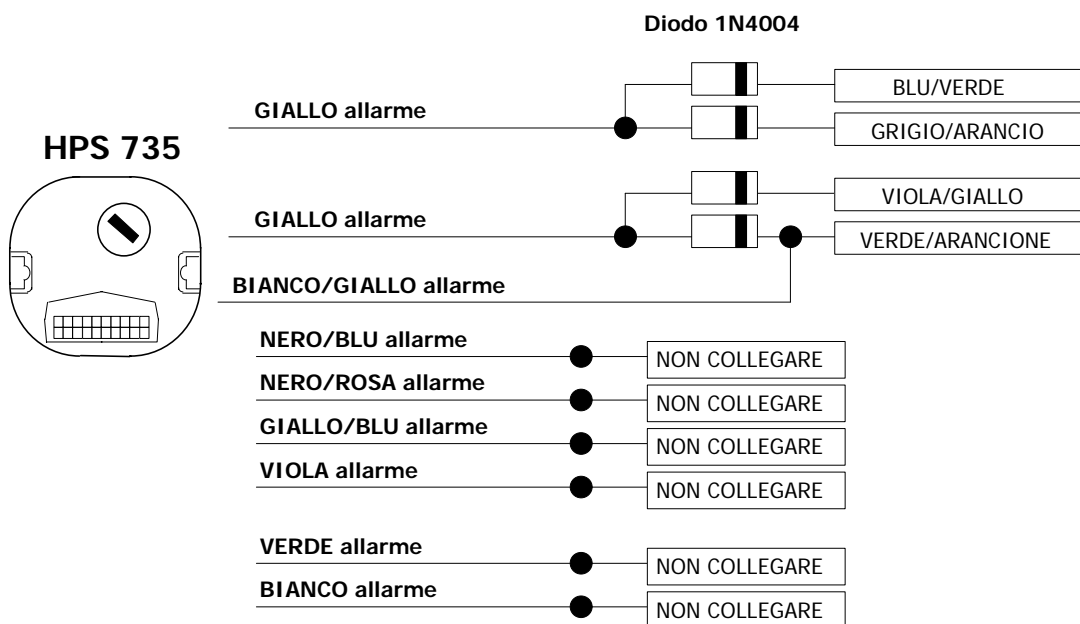 Diodo 1N4004
BLU/VERDE
GIALLO allarme
GRIGIO/ARANCIO
HPS 735
VIOLA/GIALLO
GIALLO allarme
VERDE/ARANCIONE
BIANCO/GIALLO allarme
NERO/BLU allarme
NON COLLEGARE
NERO/ROSA allarme
NON COLLEGARE
GIALLO/BLU allarme
NON COLLEGARE
VIOLA allarme
NON COLLEGARE
VERDE allarme
NON COLLEGARE
BIANCO allarme
NON COLLEGARE